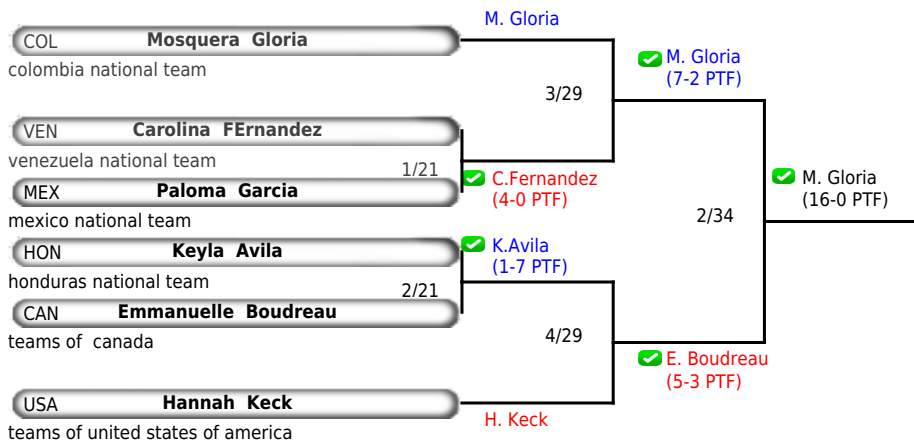 M. Gloria
COL Mosquera Gloria
colombia national team
M. Gloria
(7-2 PTF)
3/29
VEN Carolina FErnandez
venezuela national team
1/21
C.Fernandez
(4-0 PTF)
MEX Paloma Garcia
mexico national team
M. Gloria
(16-0 PTF)
2/34
HON Keyla Avila
honduras national team
K.Avila
(1-7 PTF)
2/21
CAN Emmanuelle Boudreau
teams of canada
4/29
E. Boudreau
(5-3 PTF)
USA Hannah Keck
teams of united states of america
H. Keck